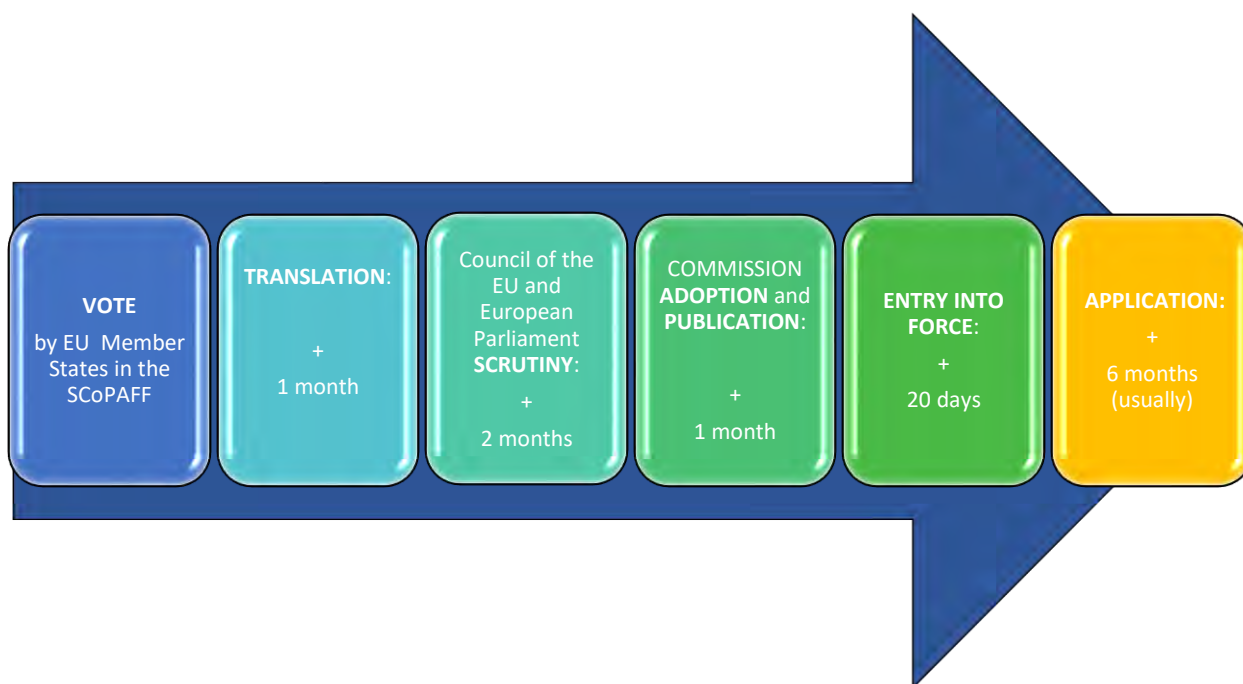 VOTE
by EU Member
States in the
SCoPAFF
TRANSLATION:
+
1 month
Council of the
EU and
European
Parliament
SCRUTINY:
+
2 months
COMMISSION
ADOPTION and
PUBLICATION:
+
1 month
ENTRY INTO
FORCE:
+
20 days
APPLICATION:
+
6 months
(usually)